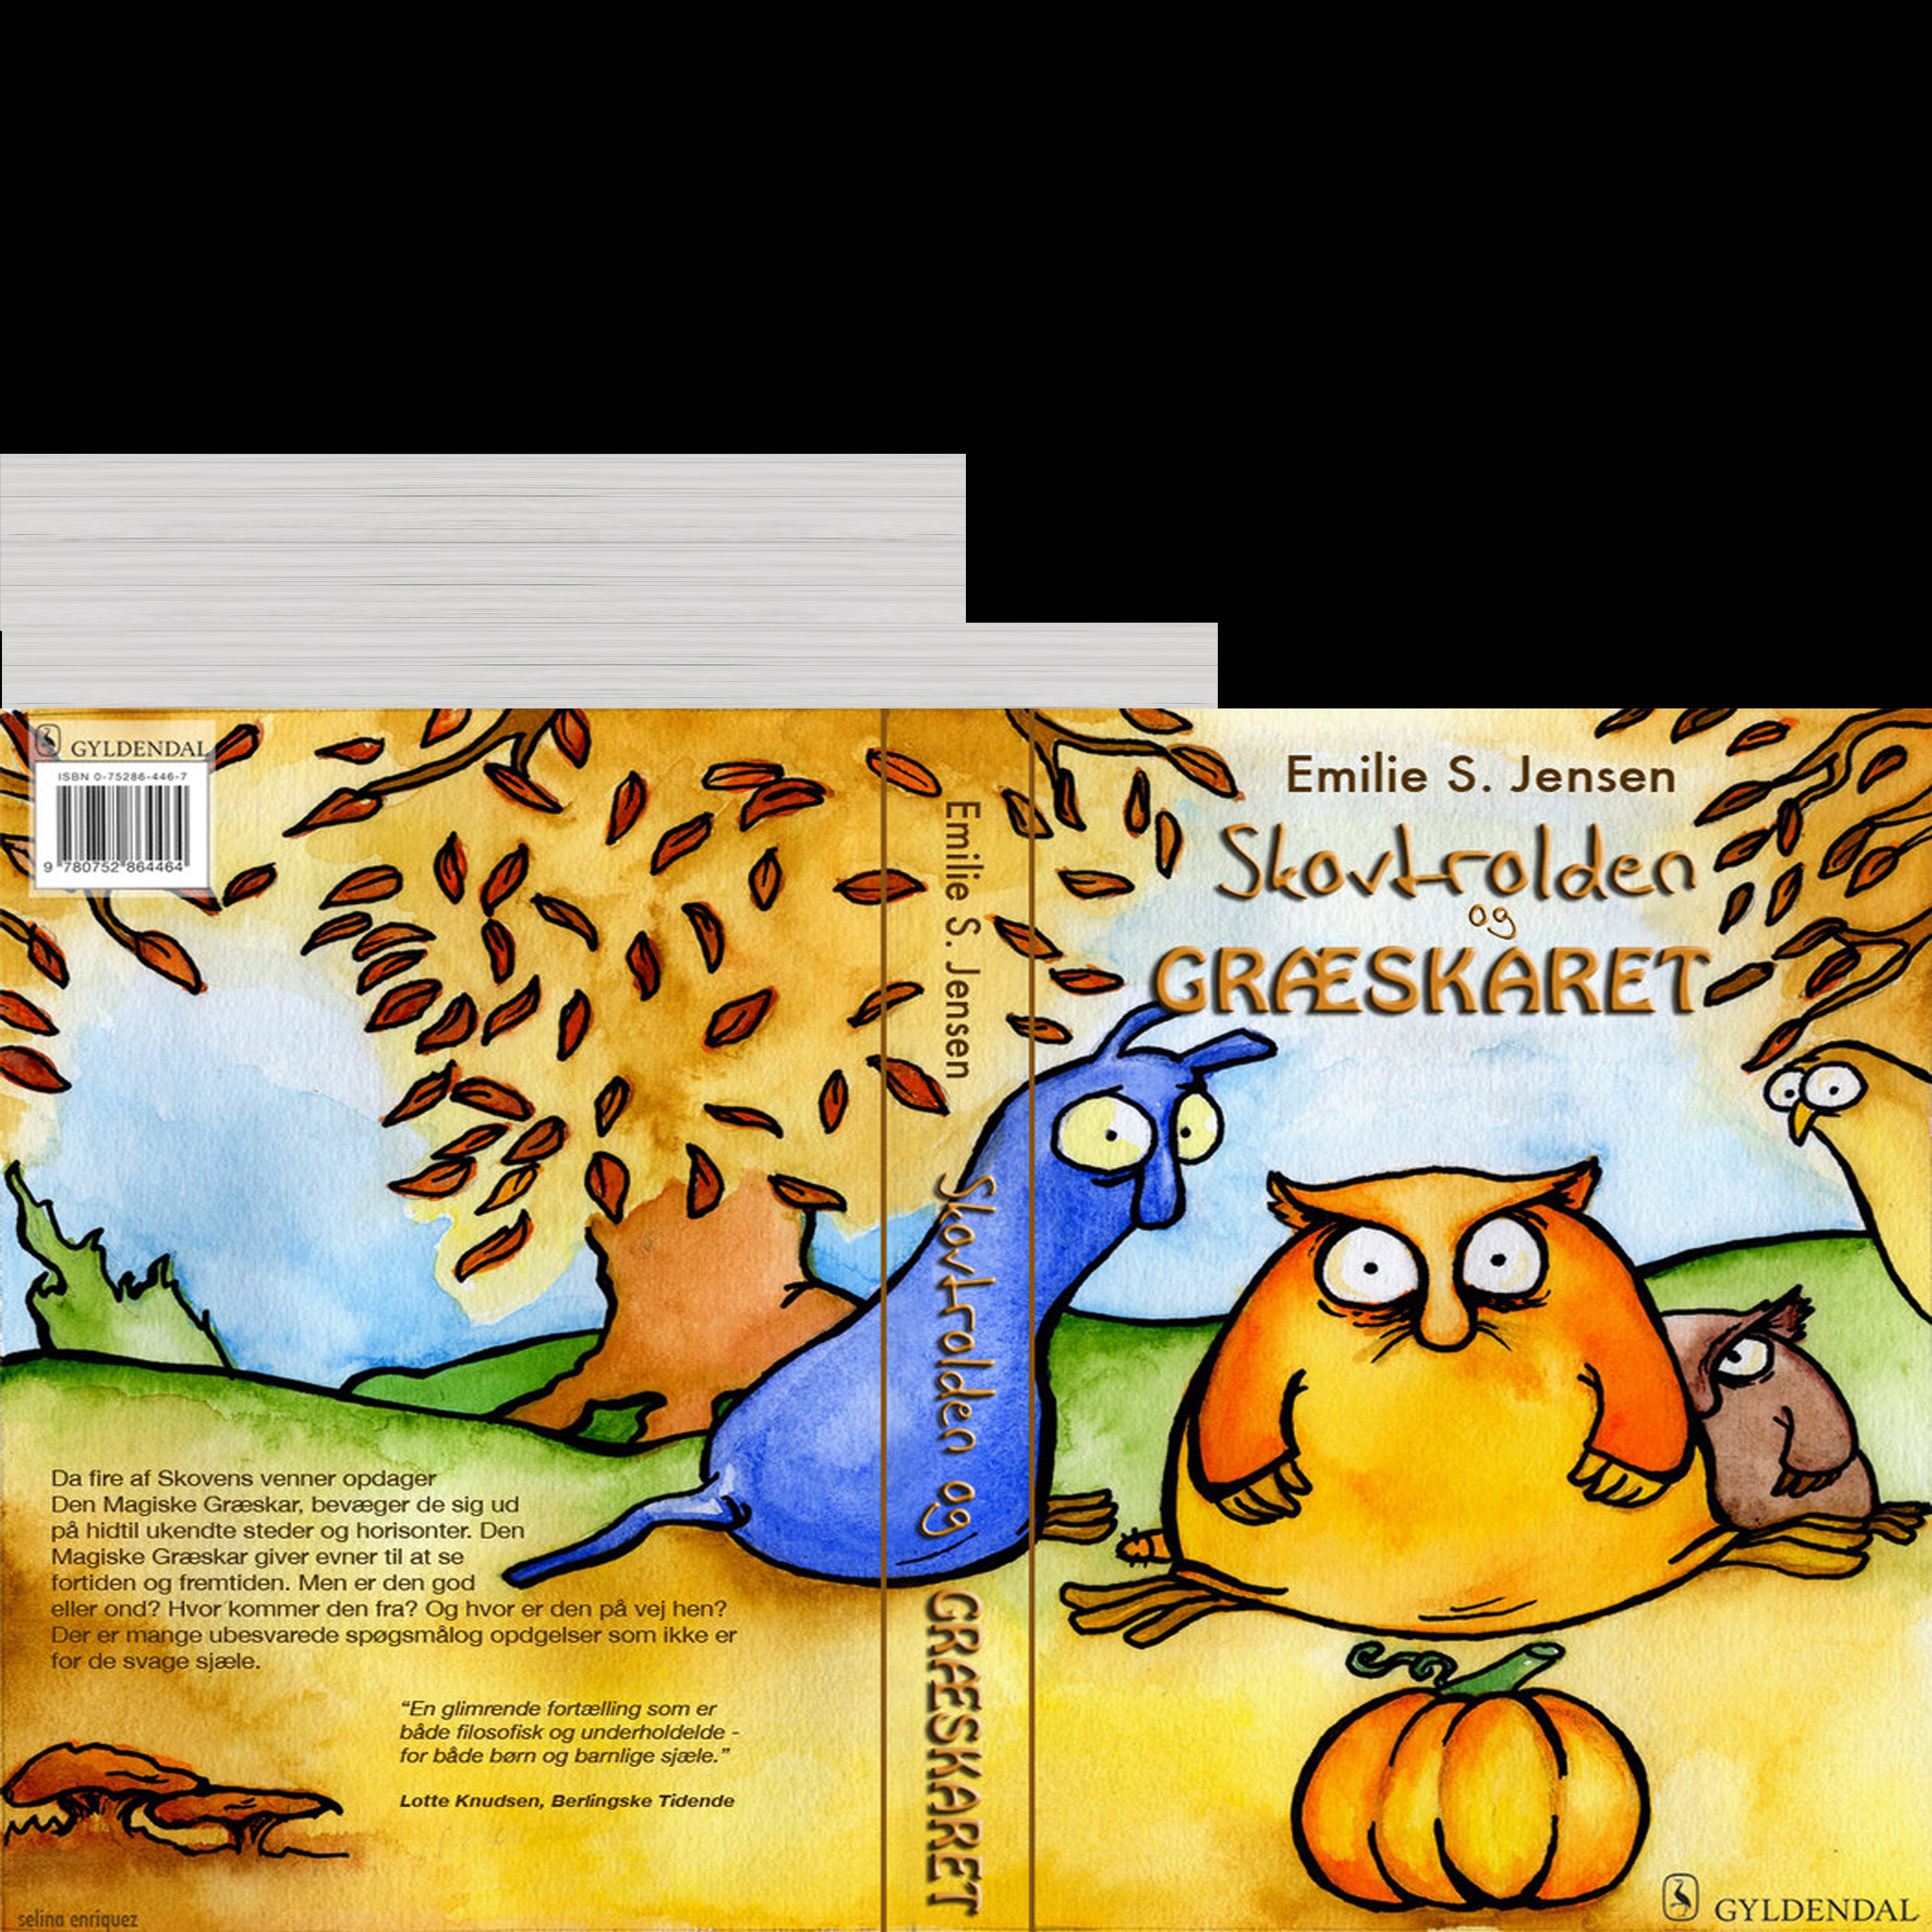 GYLDENDAL
ISBN 0-75286-446-7
9 780752 864464
Da fire af Skovens venner opdager
Den Magiske Græskar, bevæger de sig ud
på hidtil ukendte steder og horisonter. Den
Magiske Græskar giver evner til at se
fortiden og fremtiden. Men er den god
eller ond? Hvor kommer den fra? Og hvor er den på vej hen?
Der er mange ubesvarede spøgsmålog opdgelser som ikke er
for de svage sjæle.
“En glimrende fortælling som er
både filosofisk og underholdelde -
for både børn og barnlige sjæle.”
Lotte Knudsen, Berlingske Tidende
selina enriquez
Emilie S. Jensen
Skovtrolden og
GRÆSKARET
Emilie S. Jensen
Skovtrolden
og
GRÆSKARET
GYLDENDAL